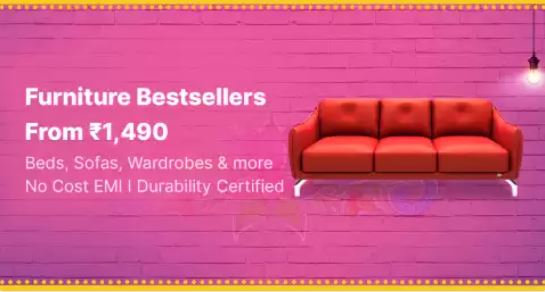 Furniture Bestsellers
From ₹1,490
Beds, Sofas, Wardrobes & more
No Cost EMI I Durability Certified